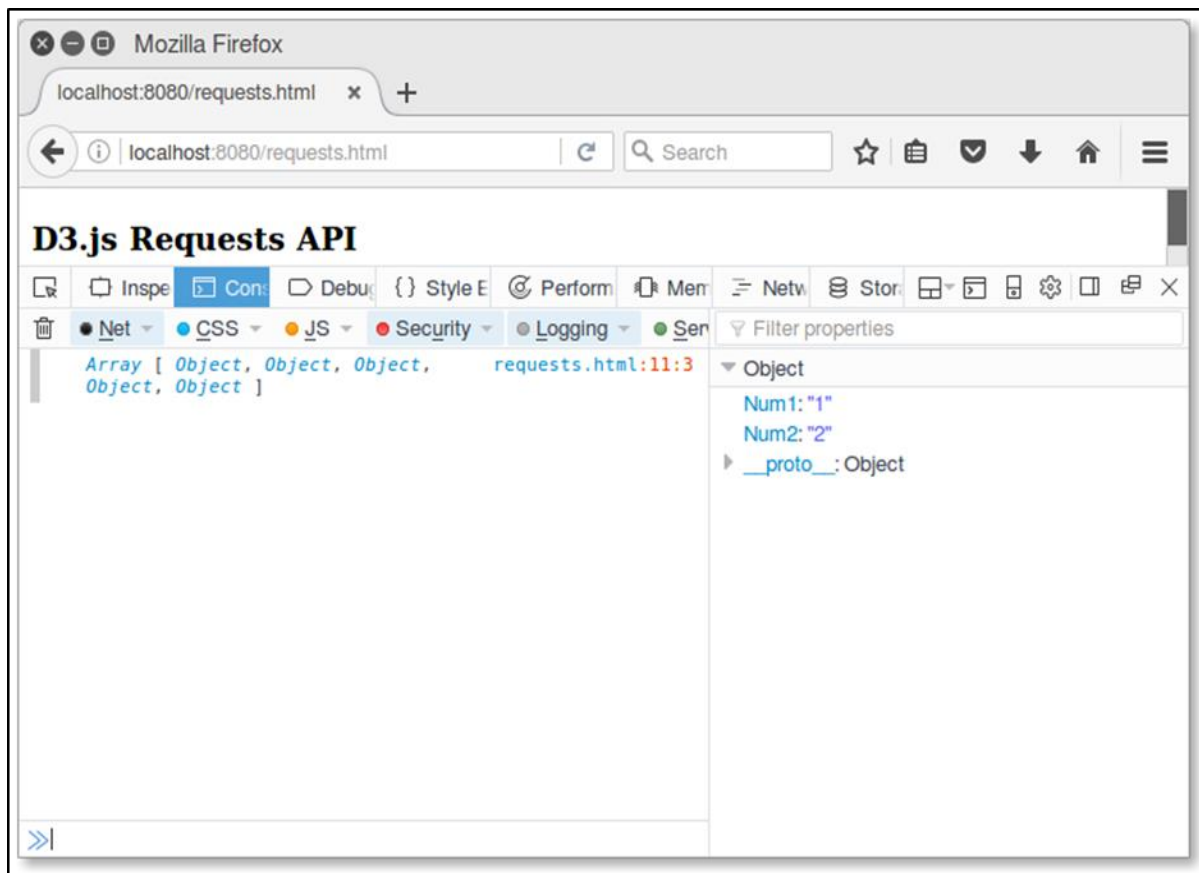 Mozilla Firefox
localhost:8080/requests.html × +
localhost:8080/requests.html Search
D3.js Requests API
Inspe Cons Debug {} Style E Perform Mem Netw Stor
Net CSS JS Security Logging Ser Filter properties
Array [ Object, Object, Object, requests.html:11:3
Object, Object ]
Object
Num1: "1"
Num2: "2"
__proto__: Object
≫